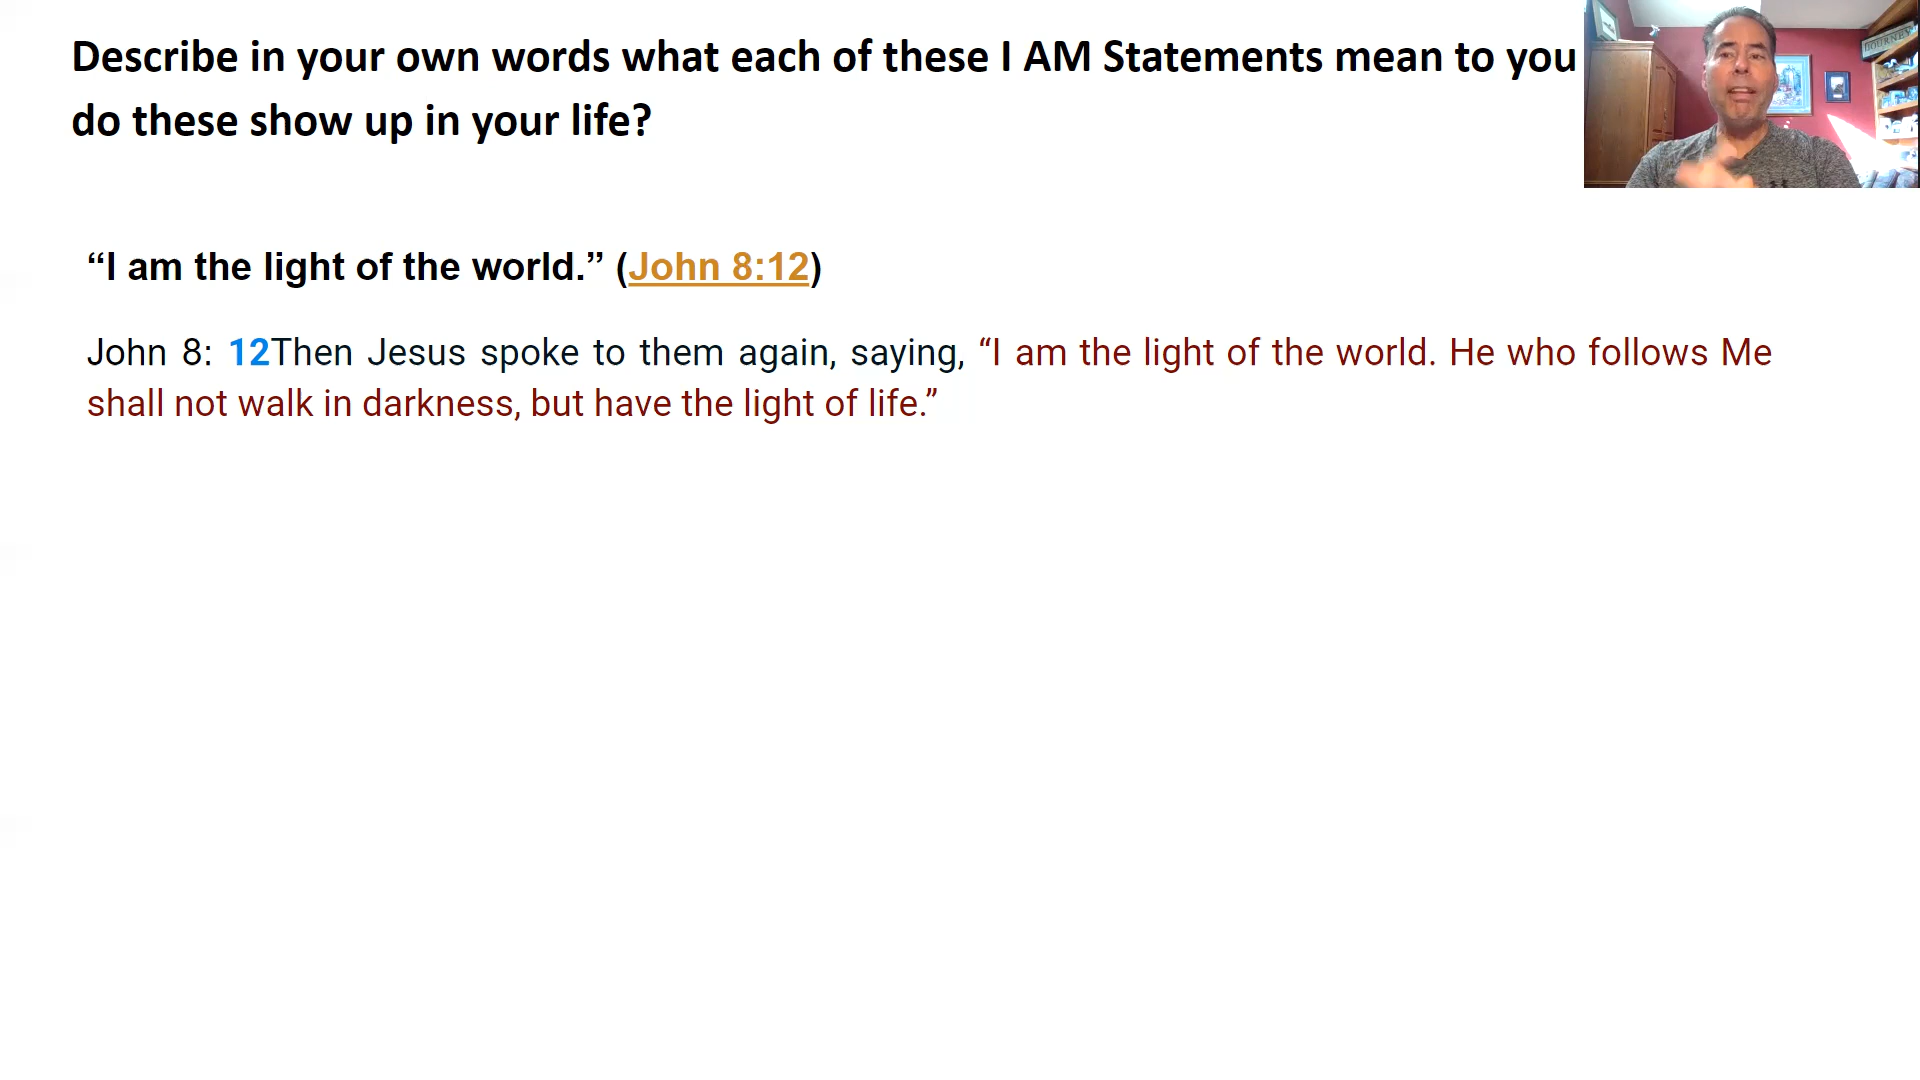 Describe in your own words what each of these I AM Statements mean to you
do these show up in your life?
JOURNEY
“I am the light of the world.” (John 8:12)
John 8: 12Then Jesus spoke to them again, saying, “I am the light of the world. He who follows Me
shall not walk in darkness, but have the light of life.”